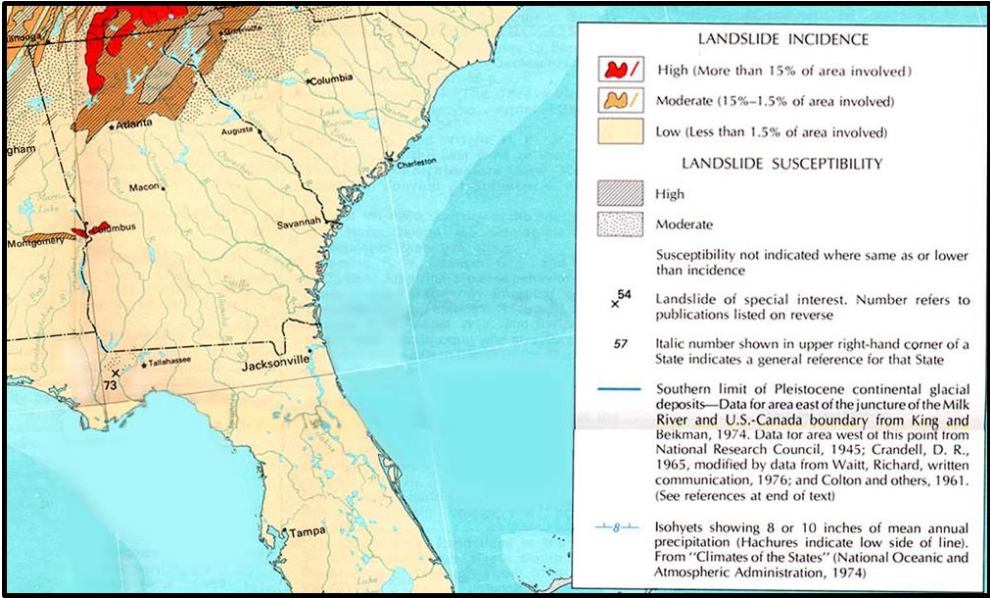 anooga
Greenville
Columbia
Lake
Marion
Atlanta
Augusta
gham
Charleston
Macon
Martin
Lake
Savannah
Columbus
Montgomery
Jacksonville
Tallahassee
73
Tampa
Lake
LANDSLIDE INCIDENCE
High (More than 15% of area involved)
Moderate (15%–1.5% of area involved)
Low (Less than 1.5% of area involved)
LANDSLIDE SUSCEPTIBILITY
High
Moderate
Susceptibility not indicated where same as or lower
than incidence
54
Landslide of special interest. Number refers to
publications listed on reverse
57
Italic number shown in upper right-hand corner of a
State indicates a general reference for that State
Southern limit of Pleistocene continental glacial
deposits—Data for area east of the juncture of the Milk
River and U.S.-Canada boundary from King and
Beikman, 1974. Data for area west of this point from
National Research Council, 1945; Crandell, D. R.,
1965, modified by data from Waitt, Richard, written
communication, 1976; and Colton and others, 1961.
(See references at end of text)
8
Isohyets showing 8 or 10 inches of mean annual
precipitation (Hachures indicate low side of line).
From "Climates of the States" (National Oceanic and
Atmospheric Administration, 1974)